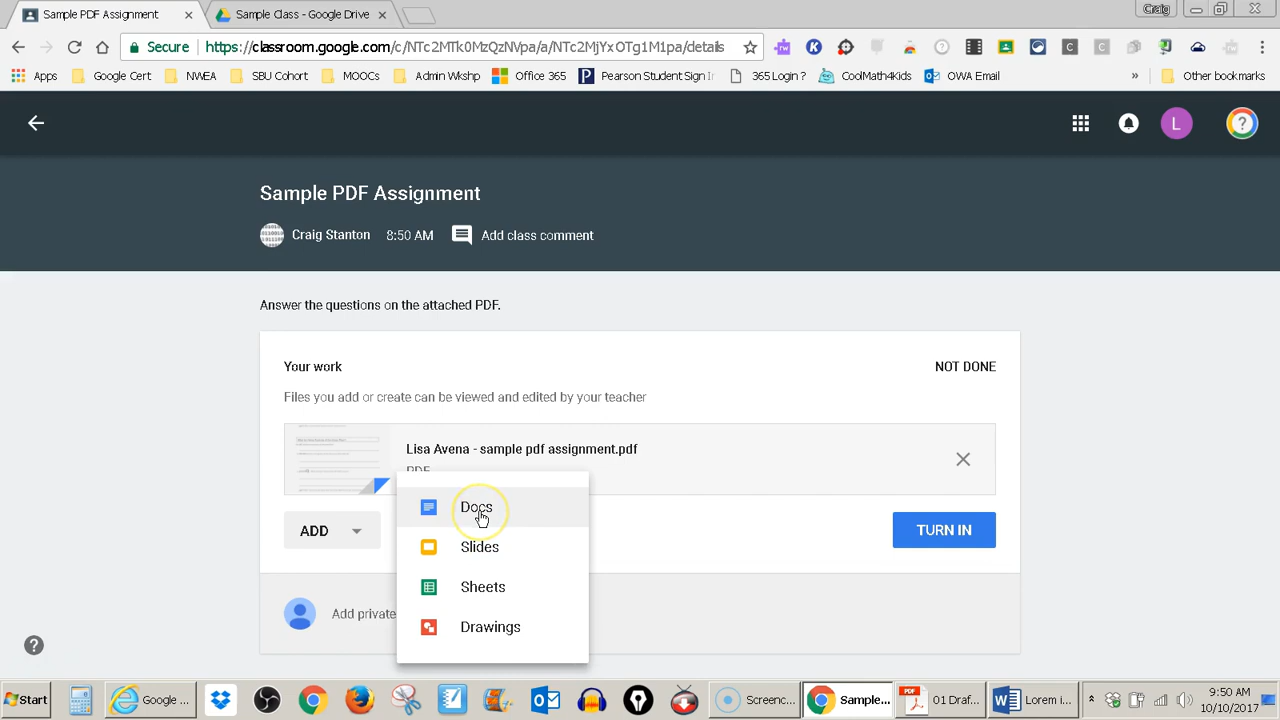 Sample PDF Assignment
Sample Class - Google Drive
Craig
Secure https://classroom.google.com/c/NTc2MTk0MzQzNVpa/a/NTc2MjYxOTg1M1pa/details
Apps Google Cert NWEA SBU Cohort MOOCs Admin Wkshp Office 365 Pearson Student Sign I 365 Login ? CoolMath4Kids OWA Email » Other bookmarks
L
?
Sample PDF Assignment
Craig Stanton 8:50 AM Add class comment
Answer the questions on the attached PDF.
Your work NOT DONE
Files you add or create can be viewed and edited by your teacher
Lisa Avena - sample pdf assignment.pdf
PDF
Docs
ADD TURN IN
Slides
Sheets
Add private
Drawings
?
Start Google ... Screenc... Sample... 01 Draf... Lorem i... 9:50 AM
10/10/2017